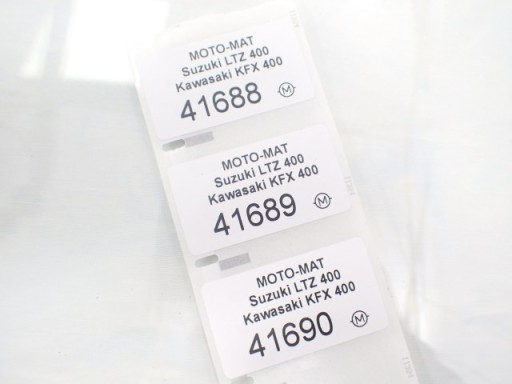 MOTO-MAT
Suzuki LTZ 400
Kawasaki KFX 400
41688 M
MOTO-MAT
Suzuki LTZ 400
Kawasaki KFX 400
41689 M
MOTO-MAT
Suzuki LTZ 400
Kawasaki KFX 400
41690 M